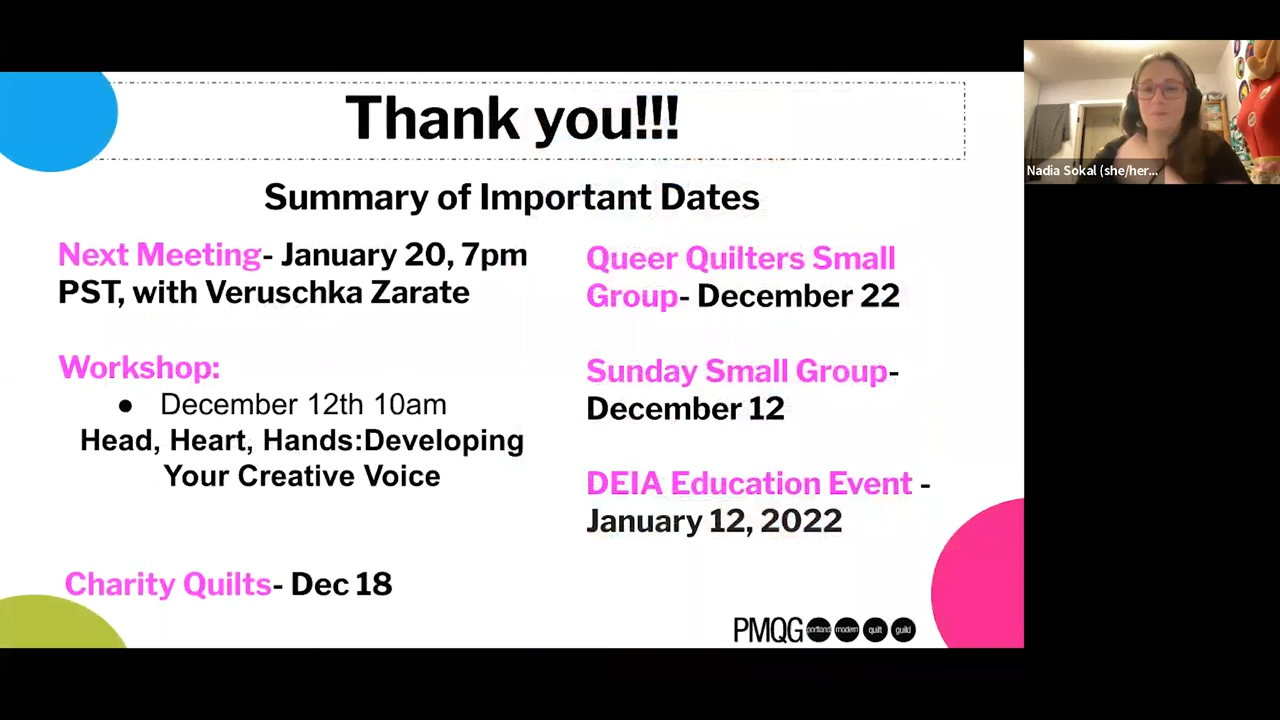 Thank you!!!
Summary of Important Dates
Next Meeting- January 20, 7pm
PST, with Veruschka Zarate
Workshop:
● December 12th 10am
Head, Heart, Hands:Developing
Your Creative Voice
Charity Quilts- Dec 18
Queer Quilters Small
Group- December 22
Sunday Small Group-
December 12
DEIA Education Event -
January 12, 2022
PMQG portland modern quilt guild
Nadia Sokal (she/her...